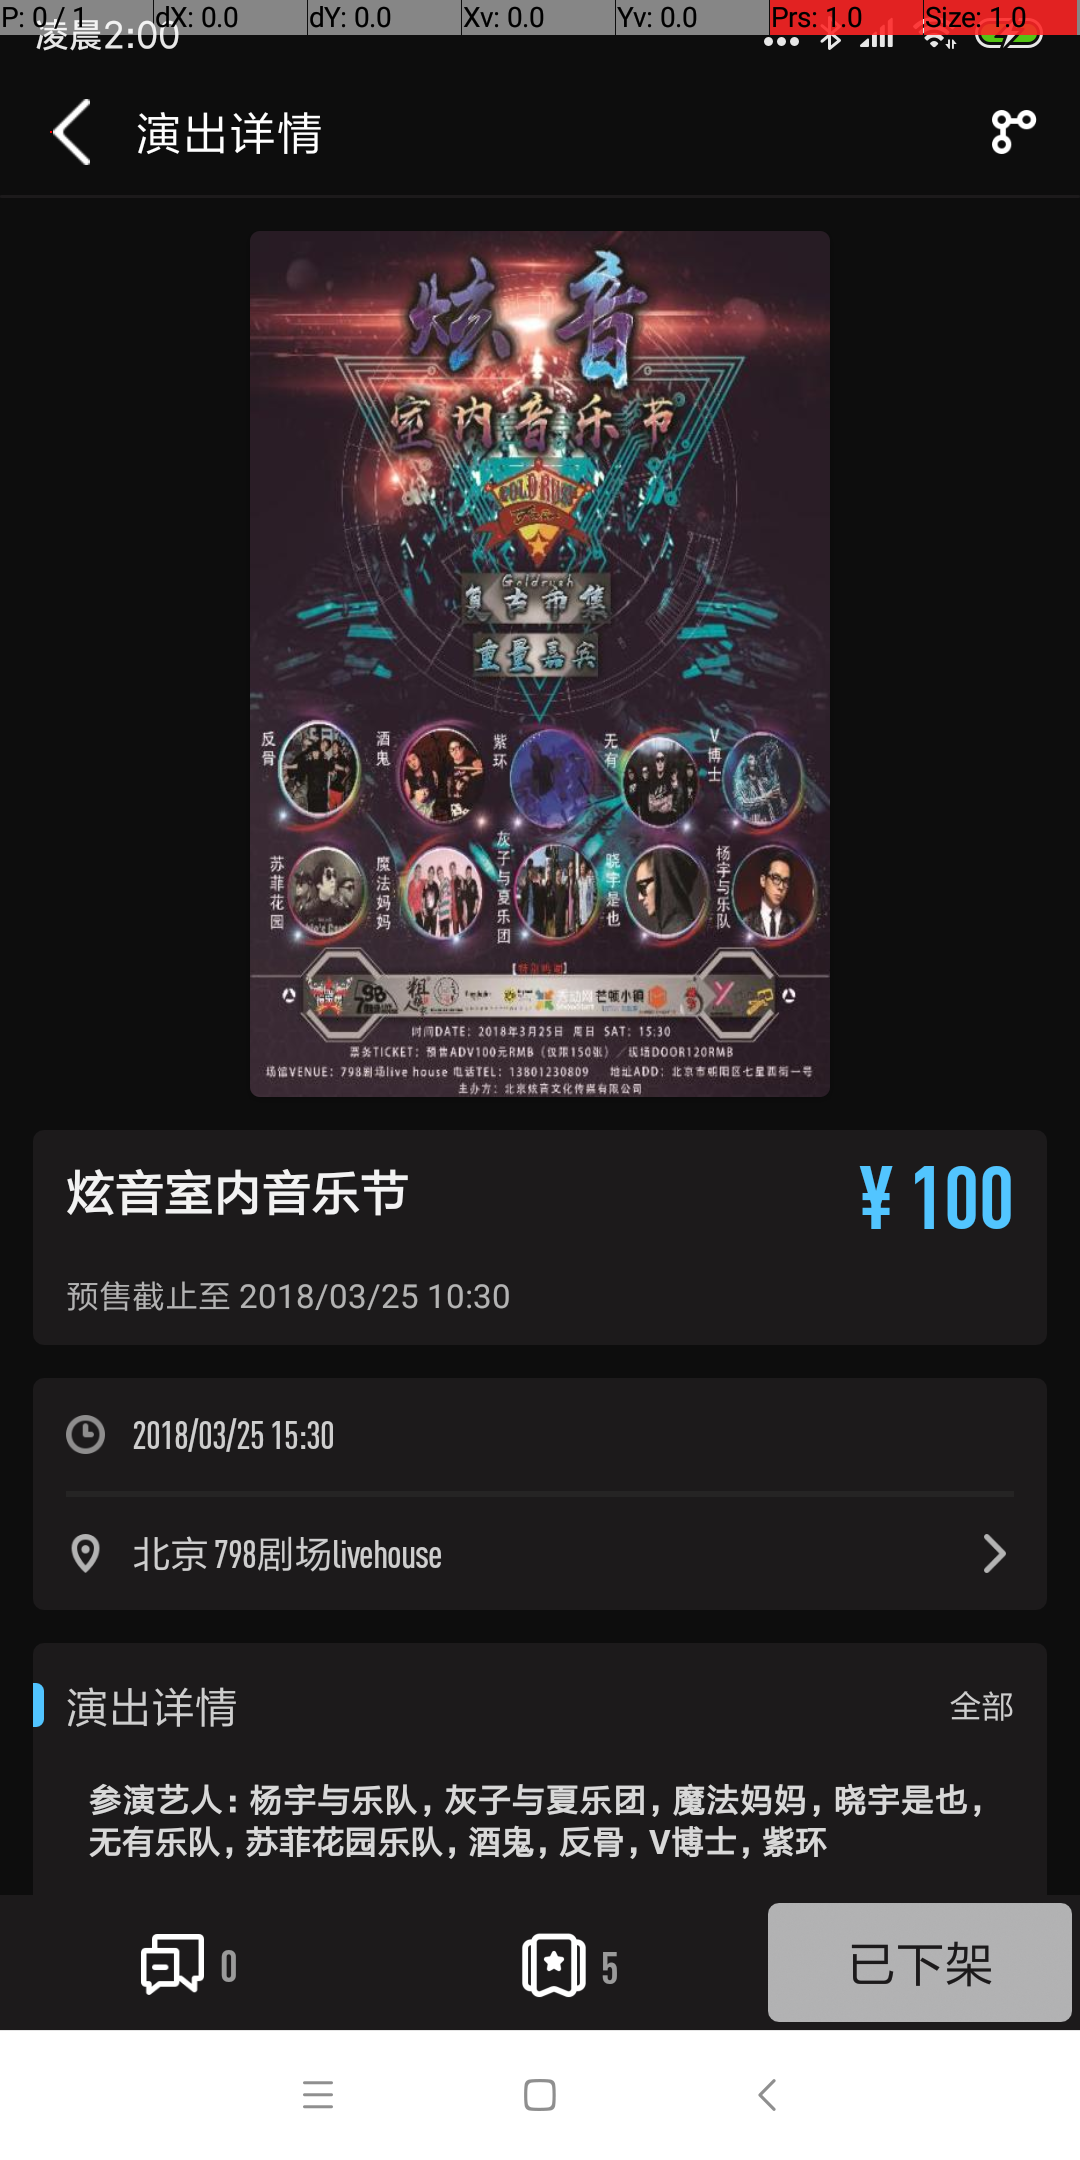 P: 0 / 1 dX: 0.0 dY: 0.0 Xv: 0.0 Yv: 0.0 Prs: 1.0 Size: 1.0
凌晨2:00
演出详情
炫音
室内音乐节
GOLD RUSH
Goldrush
复古市集
重量嘉宾
反骨 酒鬼 紫环 无有 V博士
苏菲花园 魔法妈妈 灰子与夏乐团 晓宇是也 杨宇与乐队
时间DATE: 2018年3月25日 周日 SAT: 15:30
票务TICKET: 预售ADV100元RMB (仅限150张) / 现场DOOR120RMB
场馆VENUE: 798剧场live house 电话TEL: 13801230809 地址ADD: 北京市朝阳区七星西街一号
主办方: 北京炫音文化传媒有限公司
炫音室内音乐节 ¥ 100
预售截止至 2018/03/25 10:30
2018/03/25 15:30
北京 798剧场livehouse
演出详情 全部
参演艺人: 杨宇与乐队, 灰子与夏乐团, 魔法妈妈, 晓宇是也,
无有乐队, 苏菲花园乐队, 酒鬼, 反骨, V博士, 紫环
0 5 已下架